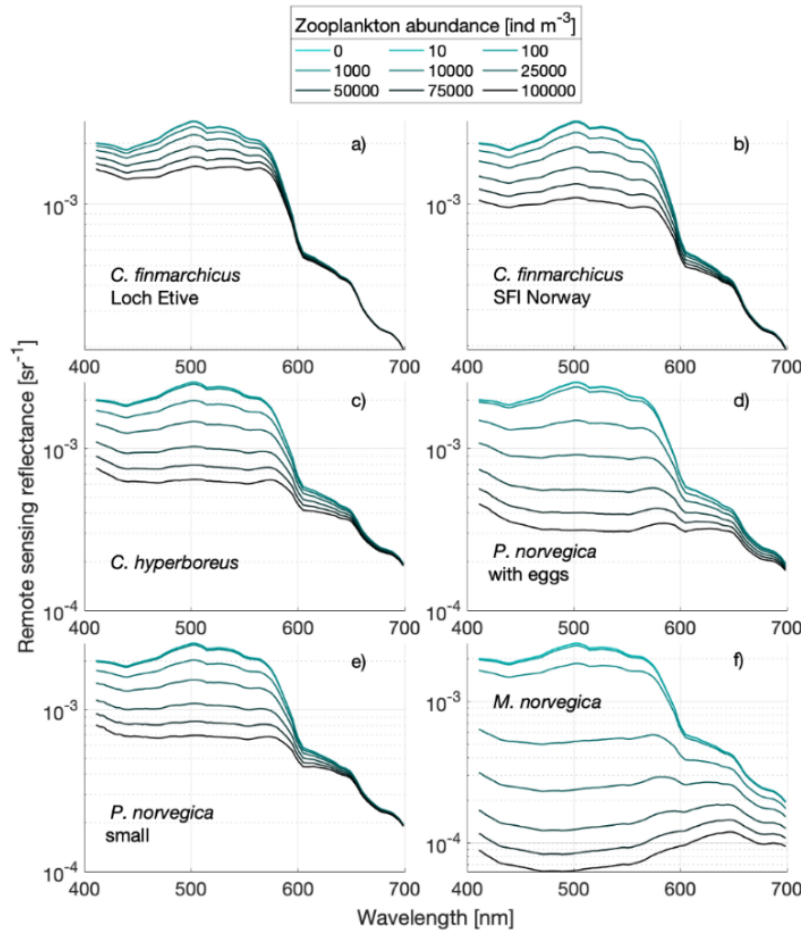 Zooplankton abundance [ind m⁻³]
0 10 100
1000 10000 25000
50000 75000 100000
a)
b)
10⁻³
10⁻³
C. finmarchicus
Loch Etive
C. finmarchicus
SFI Norway
400 500 600 700
400 500 600 700
c)
d)
10⁻³
10⁻³
C. hyperboreus
P. norvegica
with eggs
10⁻⁴
10⁻⁴
400 500 600 700
400 500 600 700
e)
f)
10⁻³
10⁻³
M. norvegica
P. norvegica
small
10⁻⁴
10⁻⁴
400 500 600 700
400 500 600 700
Remote sensing reflectance [sr⁻¹]
Wavelength [nm]